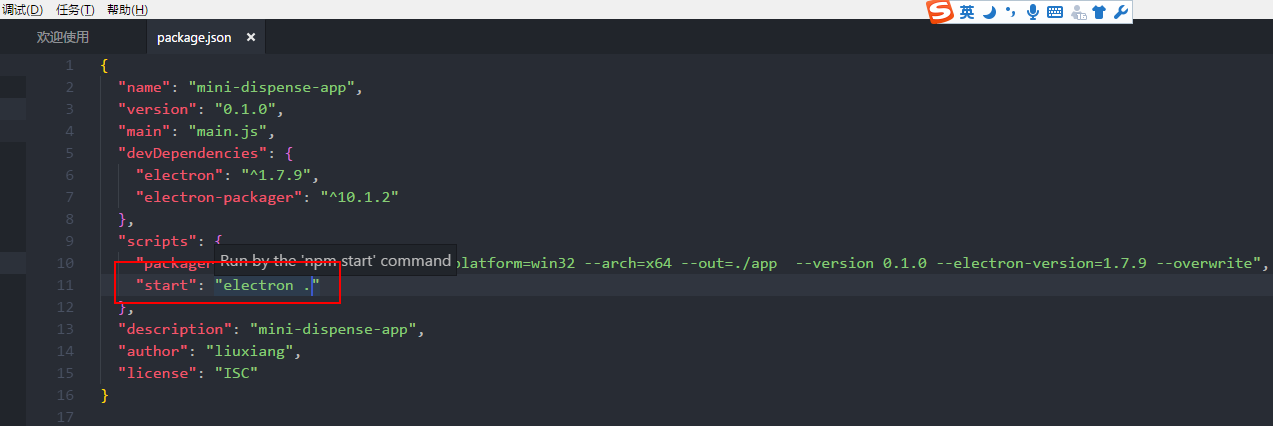 调试(D) 任务(T) 帮助(H)
英
欢迎使用 package.json ×
1 {
2 "name": "mini-dispense-app",
3 "version": "0.1.0",
4 "main": "main.js",
5 "devDependencies": {
6 "electron": "^1.7.9",
7 "electron-packager": "^10.1.2"
8 },
9 "scripts": {
Run by the 'npm start' command
10 "packager platform=win32 --arch=x64 --out=./app  --version 0.1.0 --electron-version=1.7.9 --overwrite",
11 "start": "electron ."
12 },
13 "description": "mini-dispense-app",
14 "author": "liuxiang",
15 "license": "ISC"
16 }
17